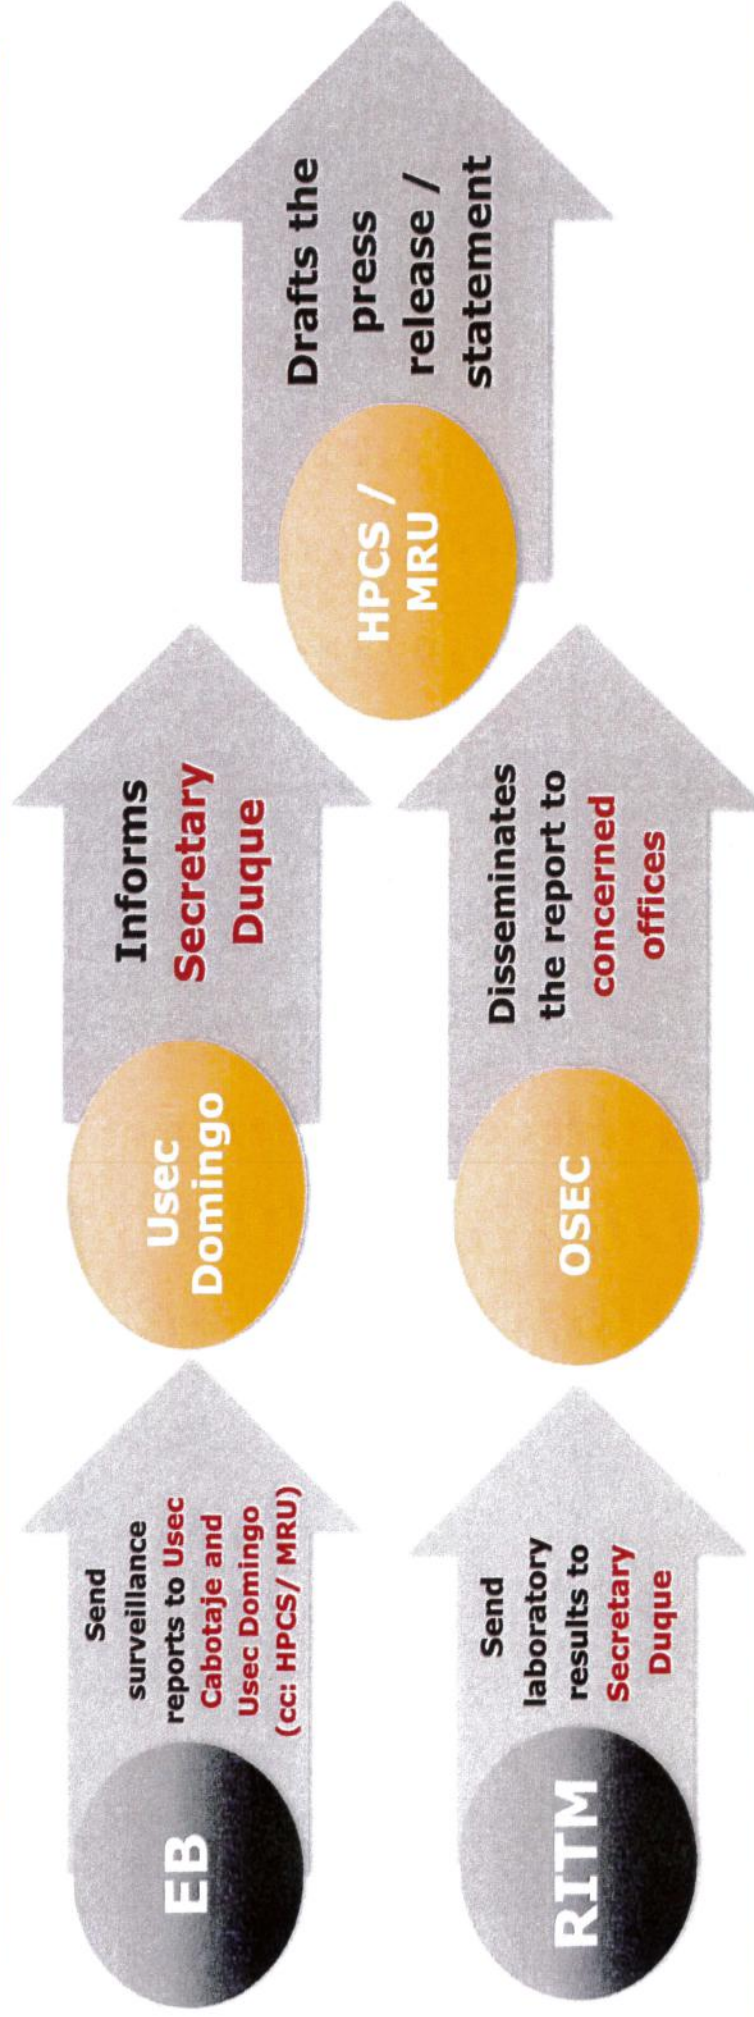 EB
Send
surveillance
reports to Usec
Cabotaje and
Usec Domingo
(cc: HPCS/ MRU)
Usec
Domingo
Informs
Secretary
Duque
RITM
Send
laboratory
results to
Secretary
Duque
OSEC
Disseminates
the report to
concerned
offices
HPCS /
MRU
Drafts the
press
release /
statement